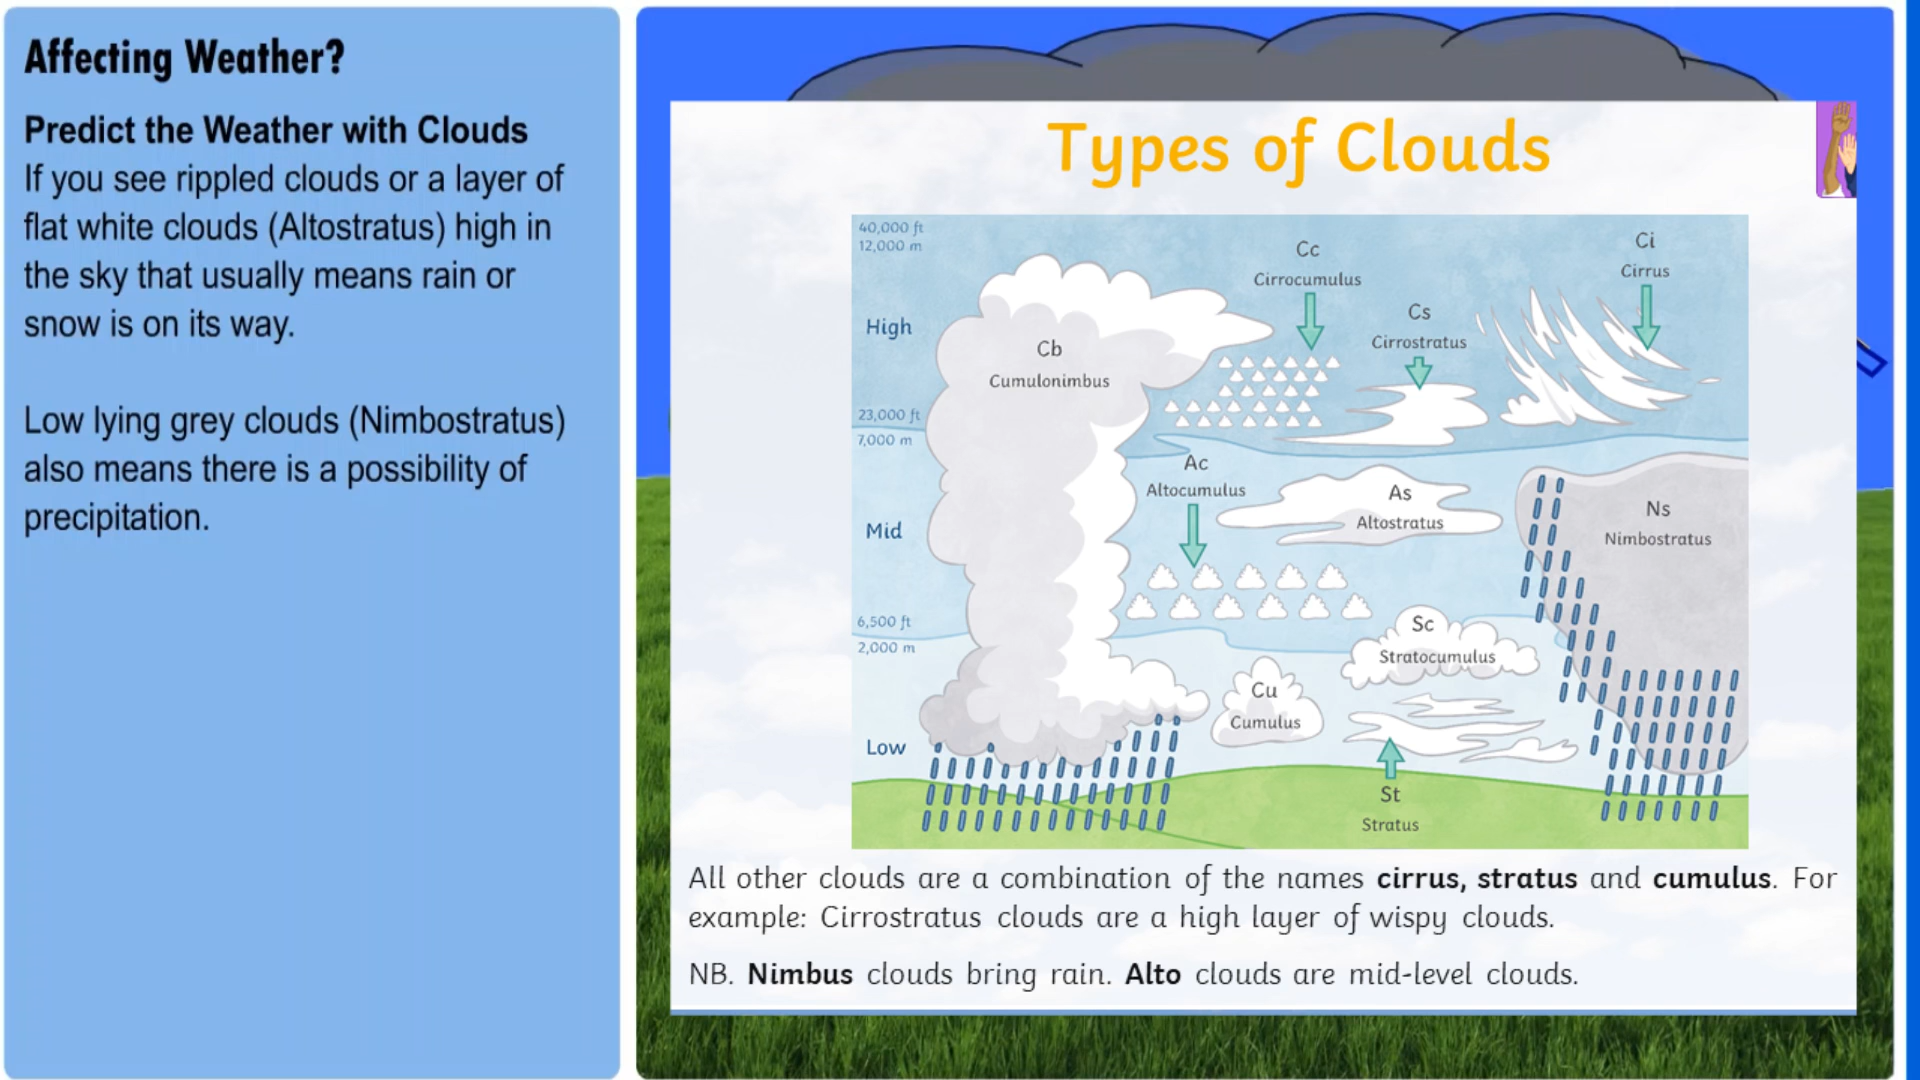 Affecting Weather?
Predict the Weather with Clouds
If you see rippled clouds or a layer of
flat white clouds (Altostratus) high in
the sky that usually means rain or
snow is on its way.
Low lying grey clouds (Nimbostratus)
also means there is a possibility of
precipitation.
Types of Clouds
40,000 ft
12,000 m
High
Cb
Cumulonimbus
Cc
Cirrocumulus
Cs
Cirrostratus
Ci
Cirrus
23,000 ft
7,000 m
Mid
Ac
Altocumulus
As
Altostratus
Ns
Nimbostratus
6,500 ft
2,000 m
Low
Cu
Cumulus
Sc
Stratocumulus
St
Stratus
All other clouds are a combination of the names cirrus, stratus and cumulus. For
example: Cirrostratus clouds are a high layer of wispy clouds.
NB. Nimbus clouds bring rain. Alto clouds are mid-level clouds.